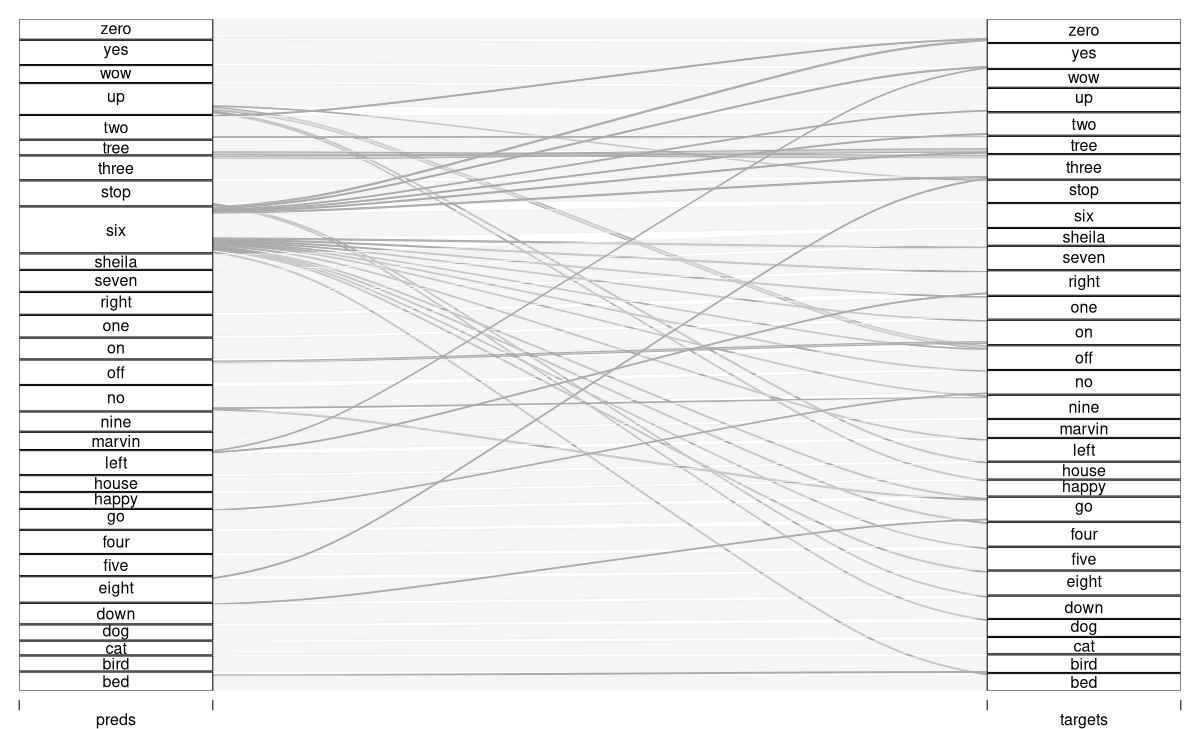 zero
yes
wow
up
two
tree
three
stop
six
sheila
seven
right
one
on
off
no
nine
marvin
left
house
happy
go
four
five
eight
down
dog
cat
bird
bed
preds
zero
yes
wow
up
two
tree
three
stop
six
sheila
seven
right
one
on
off
no
nine
marvin
left
house
happy
go
four
five
eight
down
dog
cat
bird
bed
targets